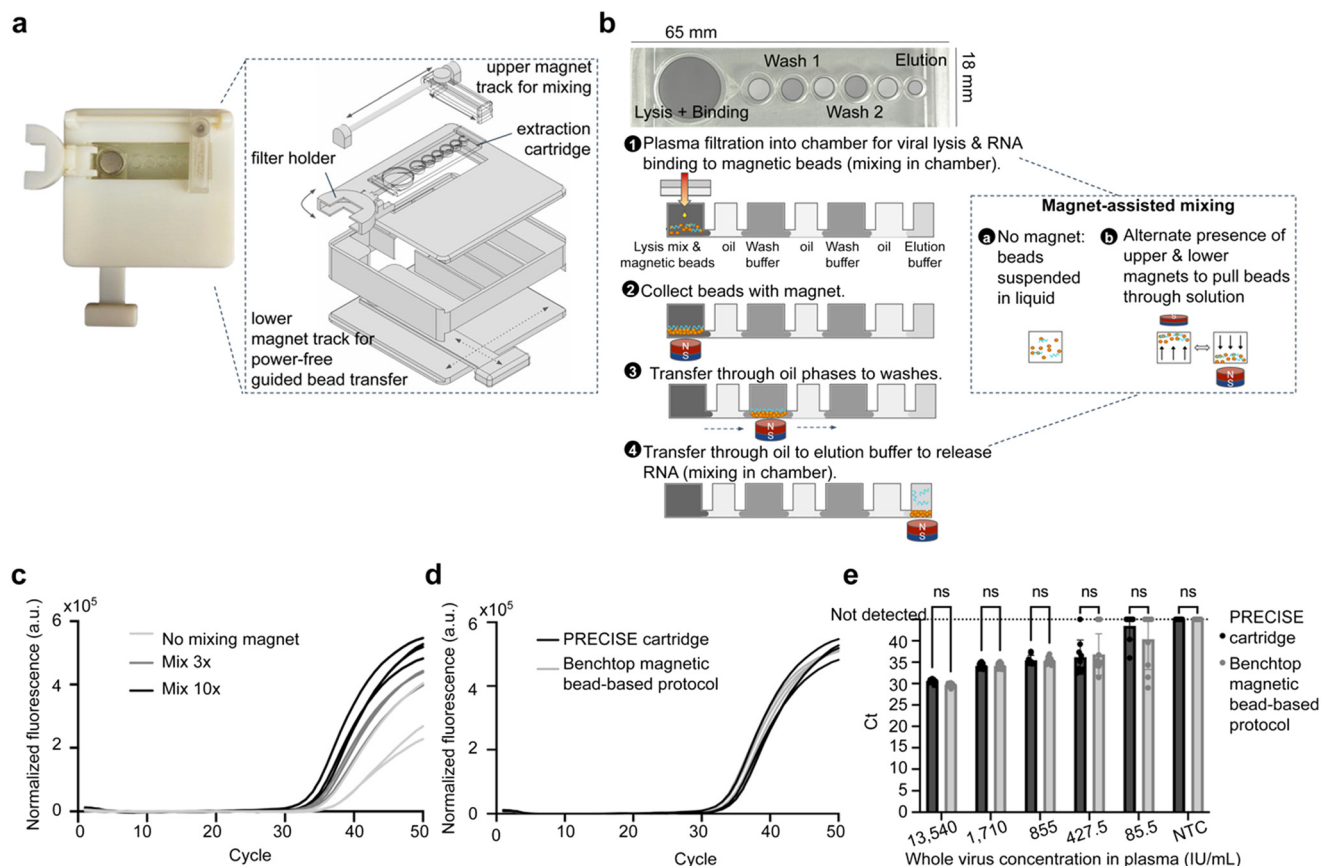 a
upper magnet
track for mixing
extraction
cartridge
filter holder
lower
magnet track for
power-free
guided bead transfer
b
65 mm
18 mm
Wash 1
Elution
Lysis + Binding
Wash 2
1 Plasma filtration into chamber for viral lysis & RNA
binding to magnetic beads (mixing in chamber).
Lysis mix & oil Wash oil Wash oil Elution
magnetic beads buffer buffer buffer
2 Collect beads with magnet.
N
S
3 Transfer through oil phases to washes.
N
S
4 Transfer through oil to elution buffer to release
RNA (mixing in chamber).
N
S
Magnet-assisted mixing
a No magnet:
beads
suspended
in liquid
b Alternate presence of
upper & lower
magnets to pull beads
through solution
S
N
S
c
x10⁵
Normalized fluorescence (a.u.)
6
4
2
0
No mixing magnet
Mix 3x
Mix 10x
0 10 20 30 40 50
Cycle
d
x10⁵
Normalized fluorescence (a.u.)
6
4
2
0
PRECISE cartridge
Benchtop magnetic
bead-based protocol
0 10 20 30 40 50
Cycle
e
ns ns ns ns ns ns
Not detected
40
35
30
25
20
15
10
5
0
Ct
PRECISE
cartridge
Benchtop
magnetic
bead-based
protocol
13,540 1,710 855 427.5 85.5 NTC
Whole virus concentration in plasma (IU/mL)